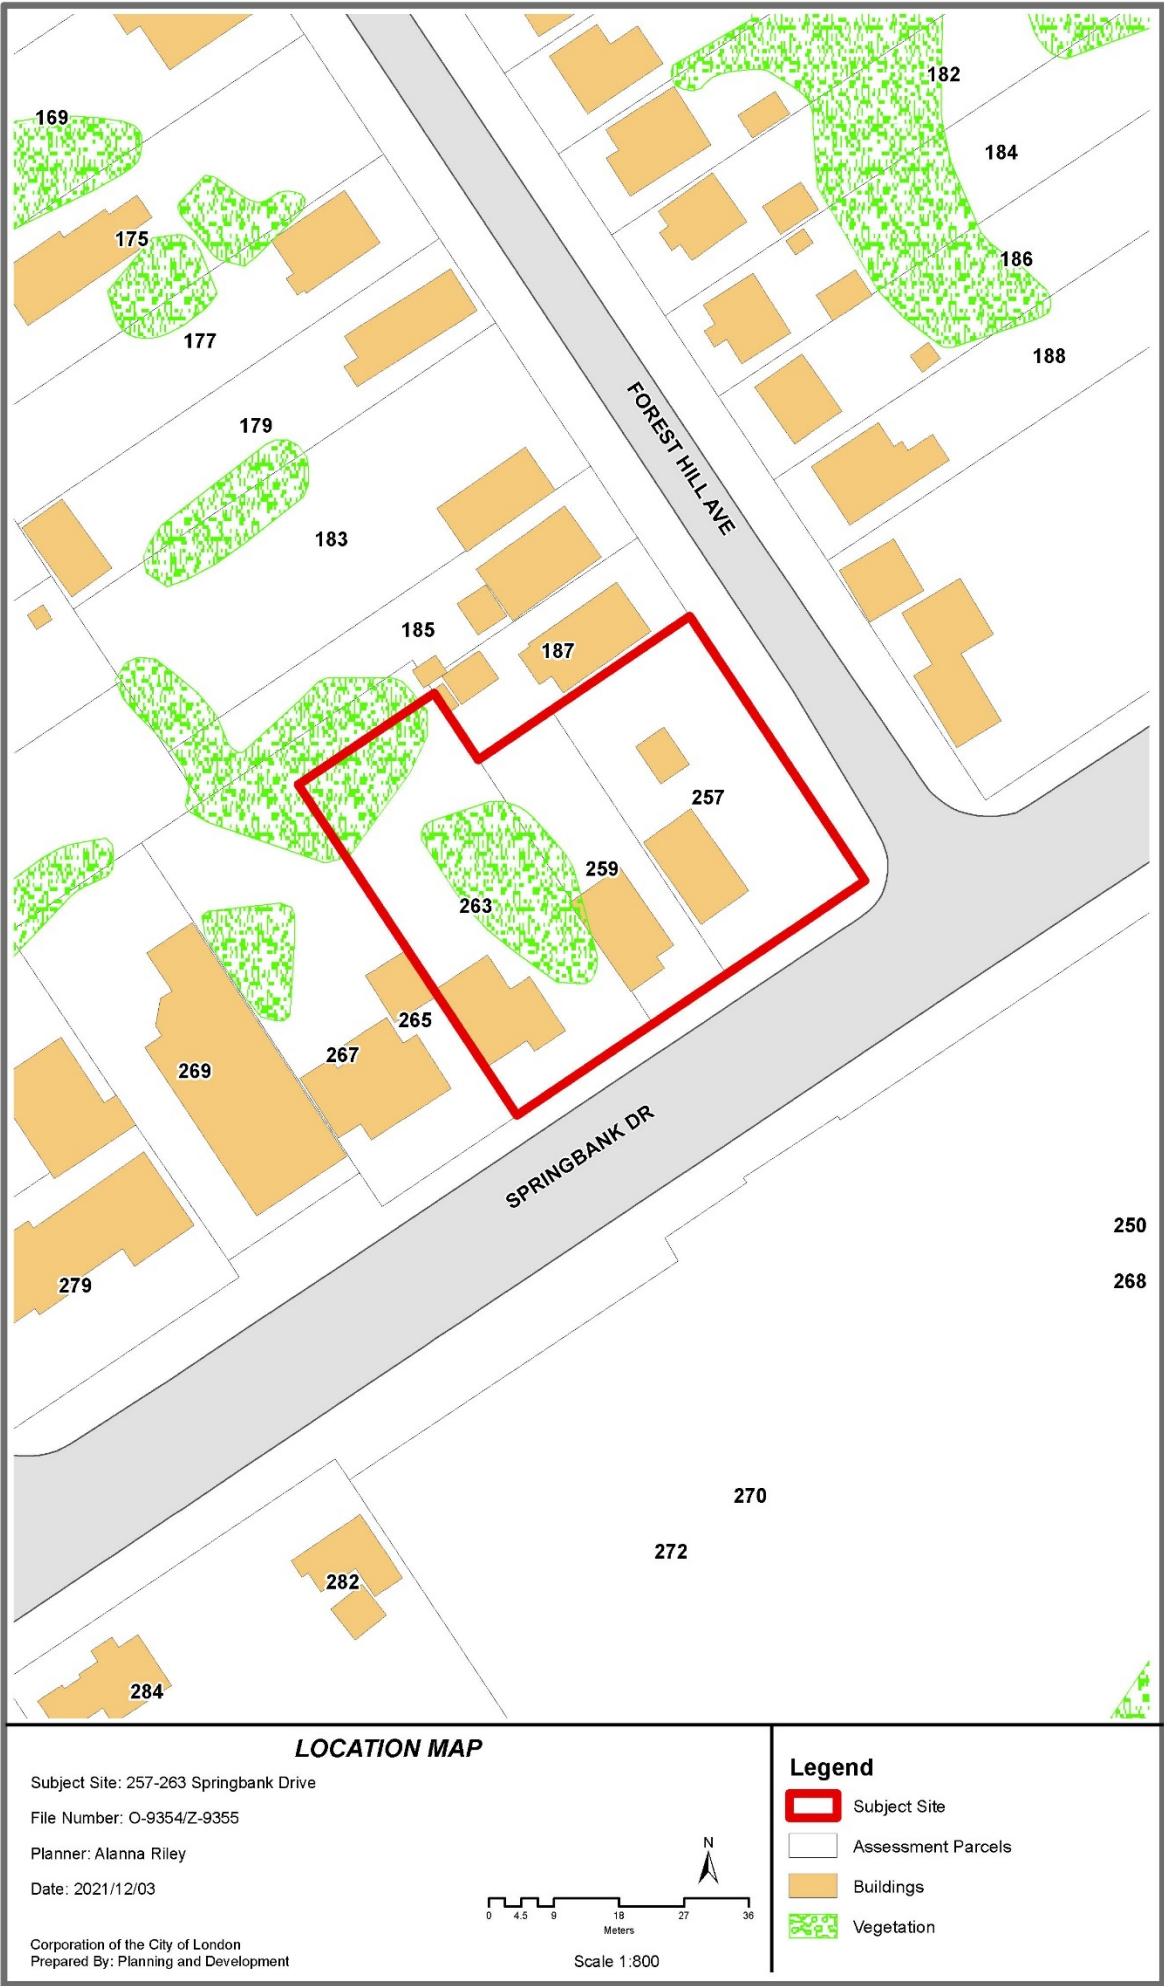 182
169
184
175
186
177
188
179
FOREST HILL AVE
183
185
187
257
259
263
265
267
269
SPRINGBANK DR
250
268
279
270
272
282
284
LOCATION MAP
Subject Site: 257-263 Springbank Drive
File Number: O-9354/Z-9355
Planner: Alanna Riley
Date: 2021/12/03
Corporation of the City of London
Prepared By: Planning and Development
N
0 4.5 9 18 27 36
Meters
Scale 1:800
Legend
Subject Site
Assessment Parcels
Buildings
Vegetation